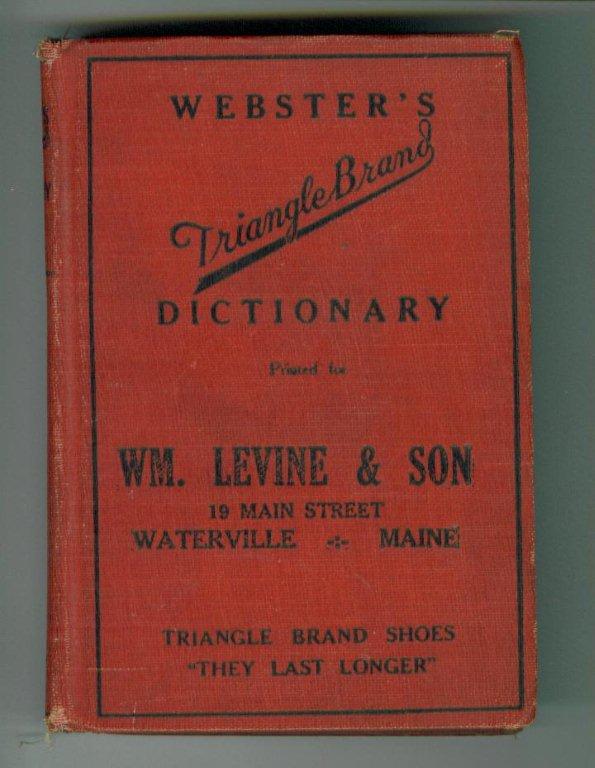 WEBSTER'S
Triangle Brand
DICTIONARY
Printed for
WM. LEVINE & SON
19 MAIN STREET
WATERVILLE MAINE
TRIANGLE BRAND SHOES
"THEY LAST LONGER"